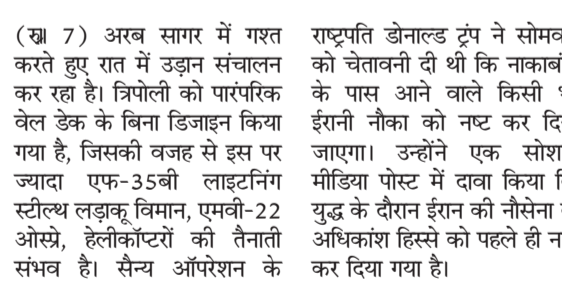 7) अरब सागर में गश्त
करते हुए रात में उड़ान संचालन
कर रहा है। त्रिपोली को पारंपरिक
वेल डेक के बिना डिजाइन किया
गया है, जिसकी वजह से इस पर
ज्यादा एफ-35बी लाइटनिंग
स्टील्थ लड़ाकू विमान, एमवी-22
ओस्प्रे, हेलीकॉप्टरों की तैनाती
संभव है। सैन्य ऑपरेशन के
राष्ट्रपति डोनाल्ड ट्रंप ने
को चेतावनी दी थी कि
के पास आने वाले किसी
ईरानी नौका को नष्ट कर
जाएगा। उन्होंने एक
मीडिया पोस्ट में दावा किया
युद्ध के दौरान ईरान की नौसेना
अधिकांश हिस्से को पहले ही
कर दिया गया है।